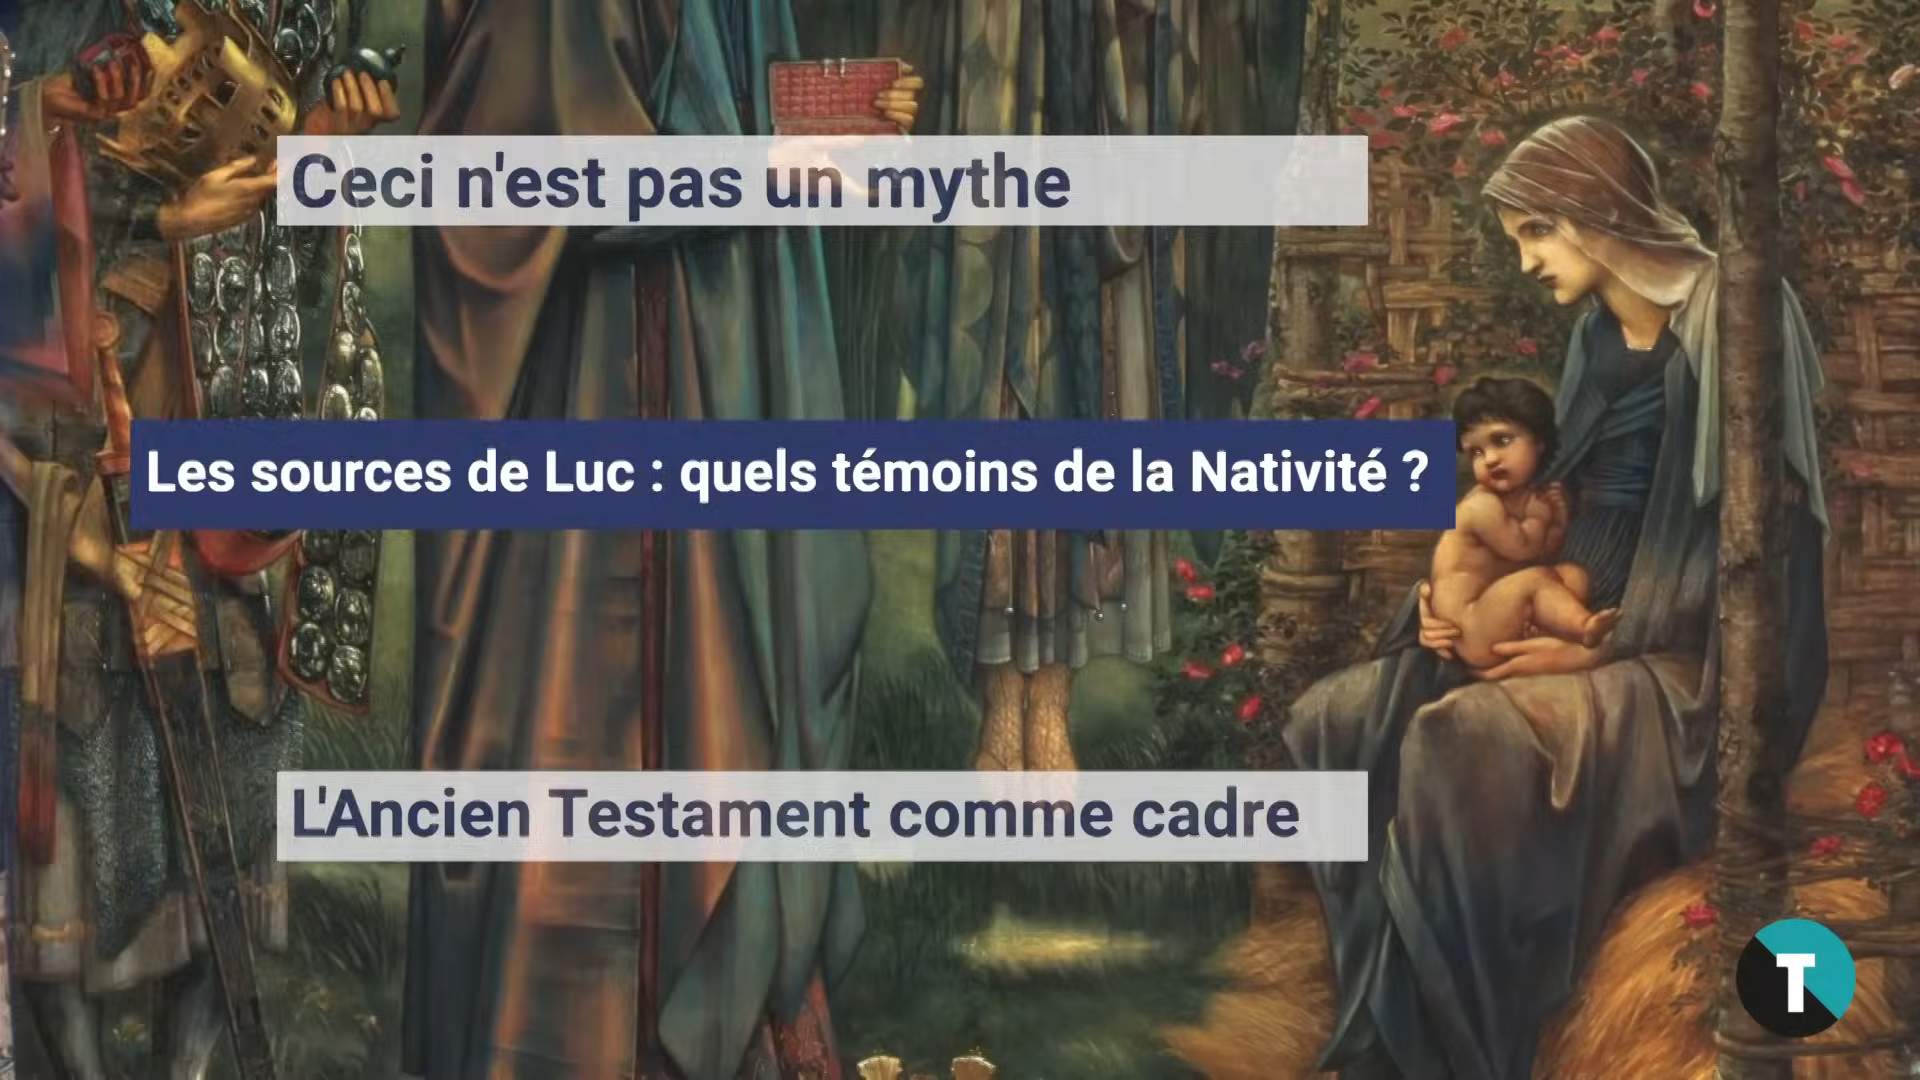 Ceci n'est pas un mythe
Les sources de Luc : quels témoins de la Nativité ?
L'Ancien Testament comme cadre
T